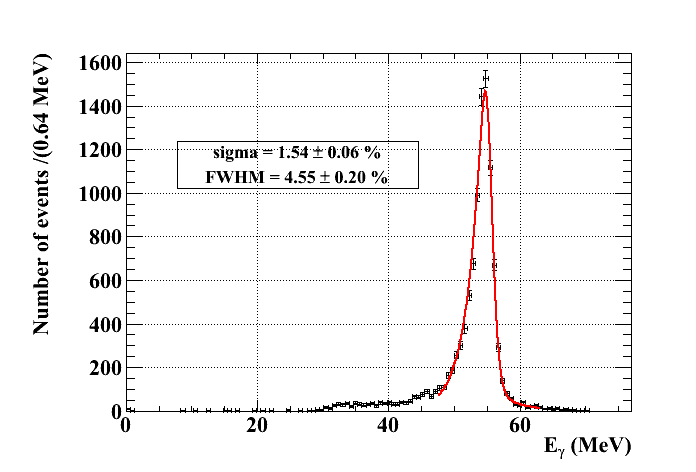 Number of events /(0.64 MeV)
1600
1400
1200
1000
800
600
400
200
0
sigma = 1.54 ± 0.06 %
FWHM = 4.55 ± 0.20 %
0 20 40 60
Eγ (MeV)